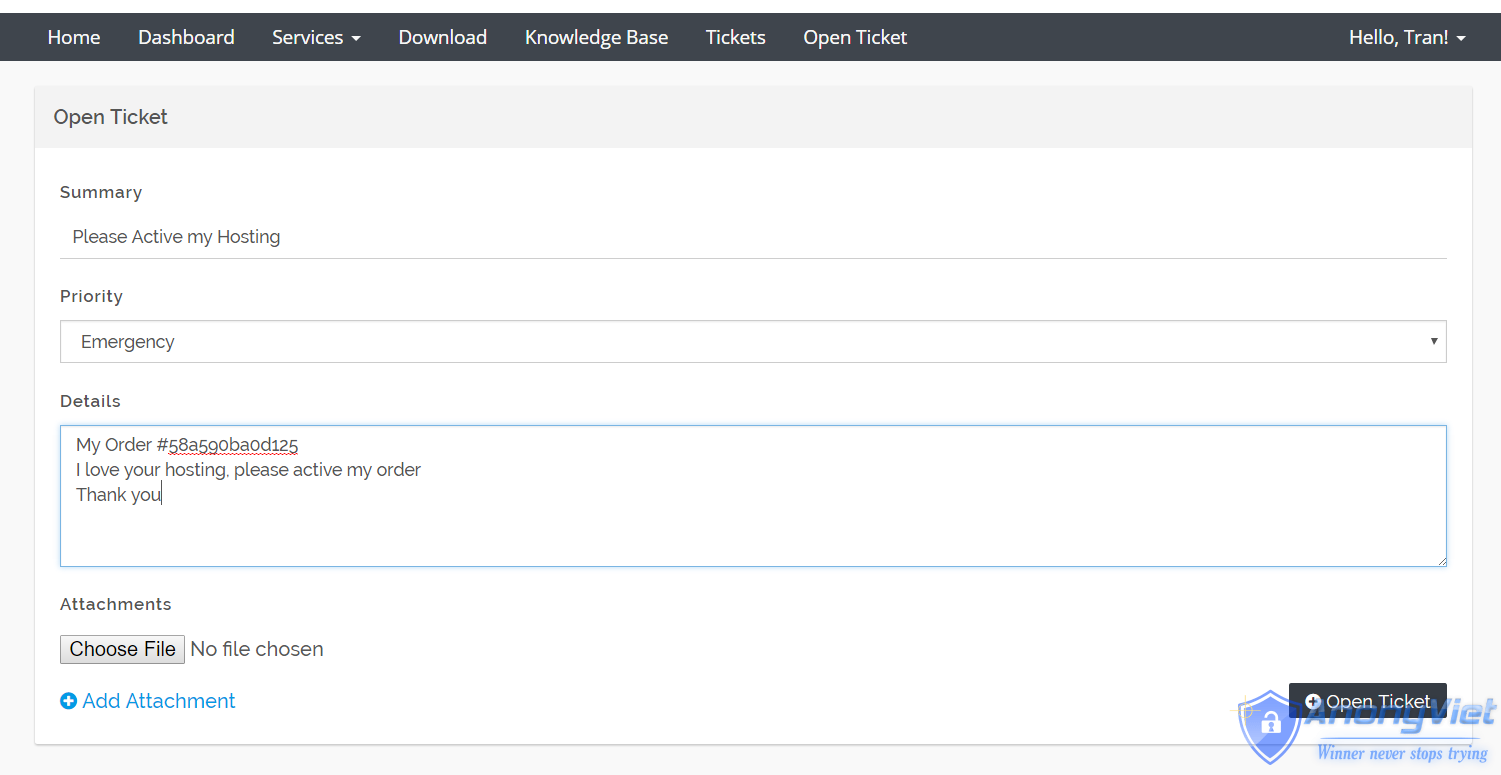 Home Dashboard Services Download Knowledge Base Tickets Open Ticket Hello, Tran!
Open Ticket
Summary
Please Active my Hosting
Priority
Emergency
Details
My Order #58a590ba0d125
I love your hosting, please active my order
Thank you
Attachments
Choose File No file chosen
Add Attachment
Open Ticket
AnonyViet
Winner never stops trying